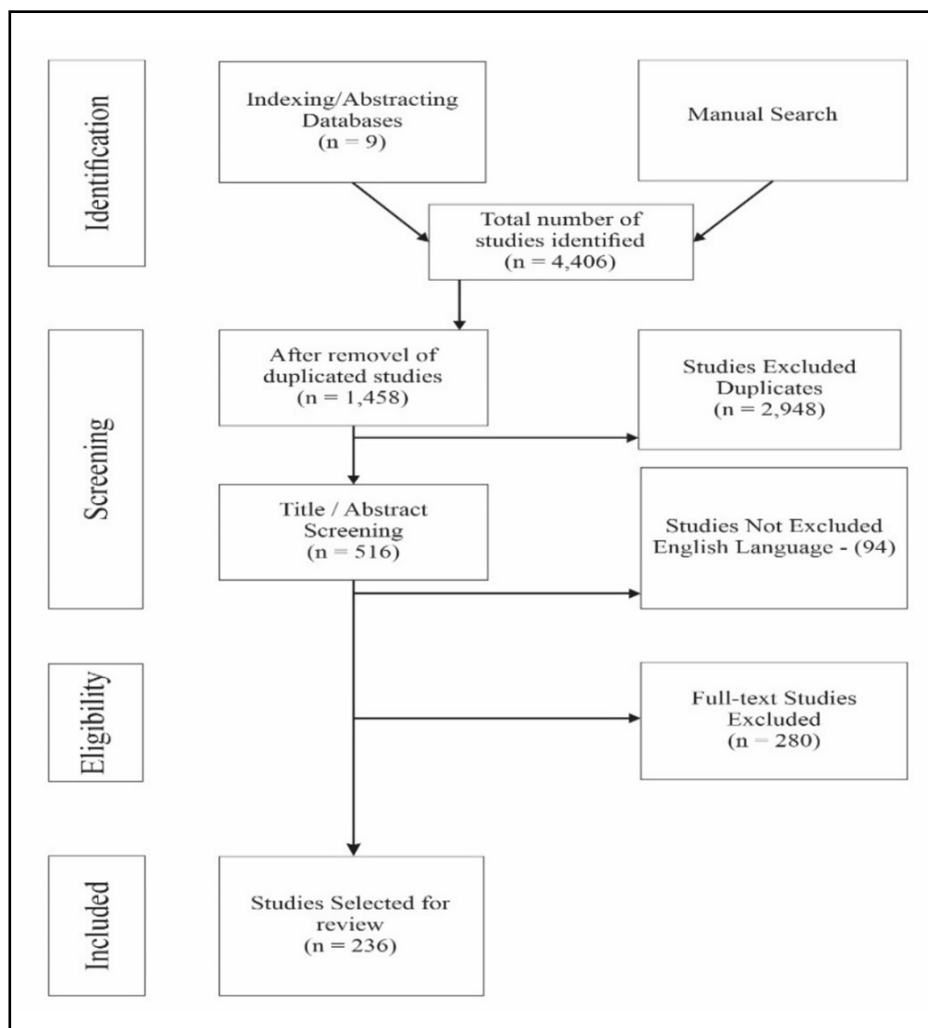 Identification
Indexing/Abstracting
Databases
(n = 9)
Manual Search
Total number of
studies identified
(n = 4,406)
Screening
After removel of
duplicated studies
(n = 1,458)
Studies Excluded
Duplicates
(n = 2,948)
Title / Abstract
Screening
(n = 516)
Studies Not Excluded
English Language - (94)
Eligibility
Full-text Studies
Excluded
(n = 280)
Included
Studies Selected for
review
(n = 236)